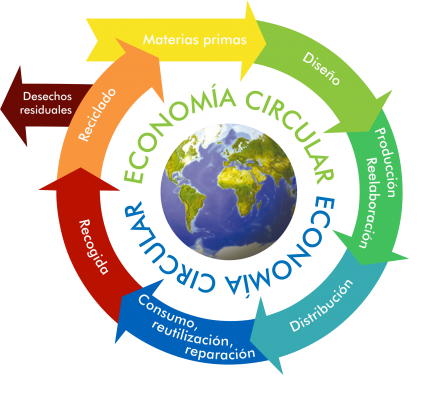 Materias primas
Diseño
Producción
Reelaboración
Distribución
Consumo,
reutilización,
reparación
Recogida
Reciclado
Desechos
residuales
ECONOMÍA CIRCULAR
ECONOMÍA CIRCULAR